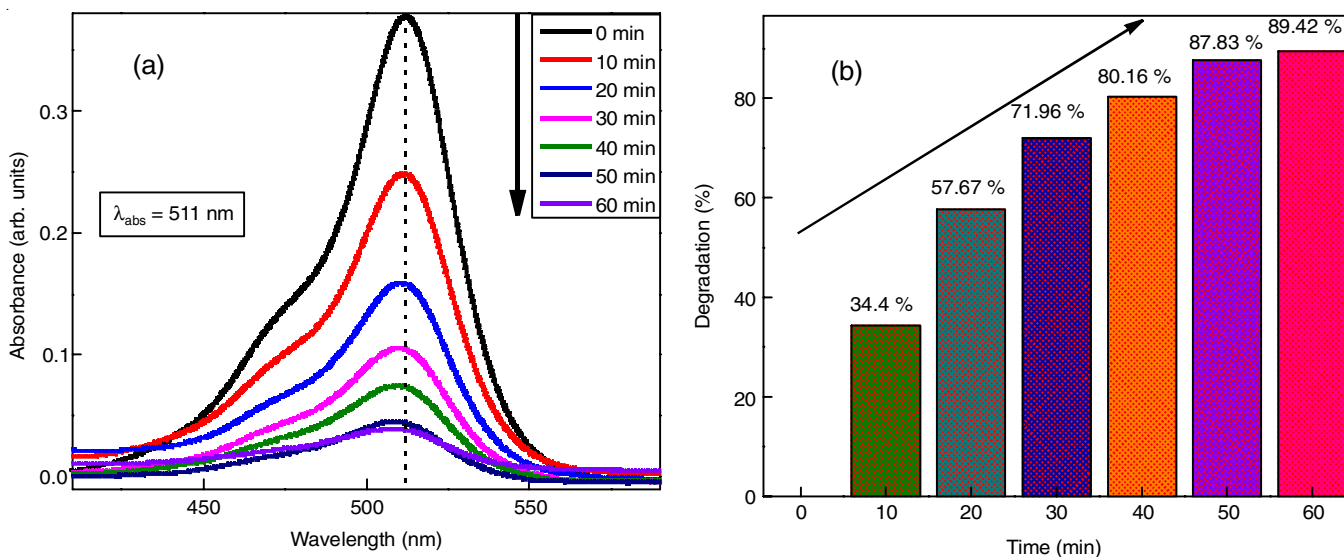 (a)
0 min
10 min
20 min
30 min
40 min
50 min
60 min
λabs = 511 nm
Absorbance (arb. units)
0.3
0.2
0.1
0.0
450
500
550
Wavelength (nm)
(b)
34.4 %
57.67 %
71.96 %
80.16 %
87.83 %
89.42 %
Degradation (%)
80
60
40
20
0
0
10
20
30
40
50
60
Time (min)